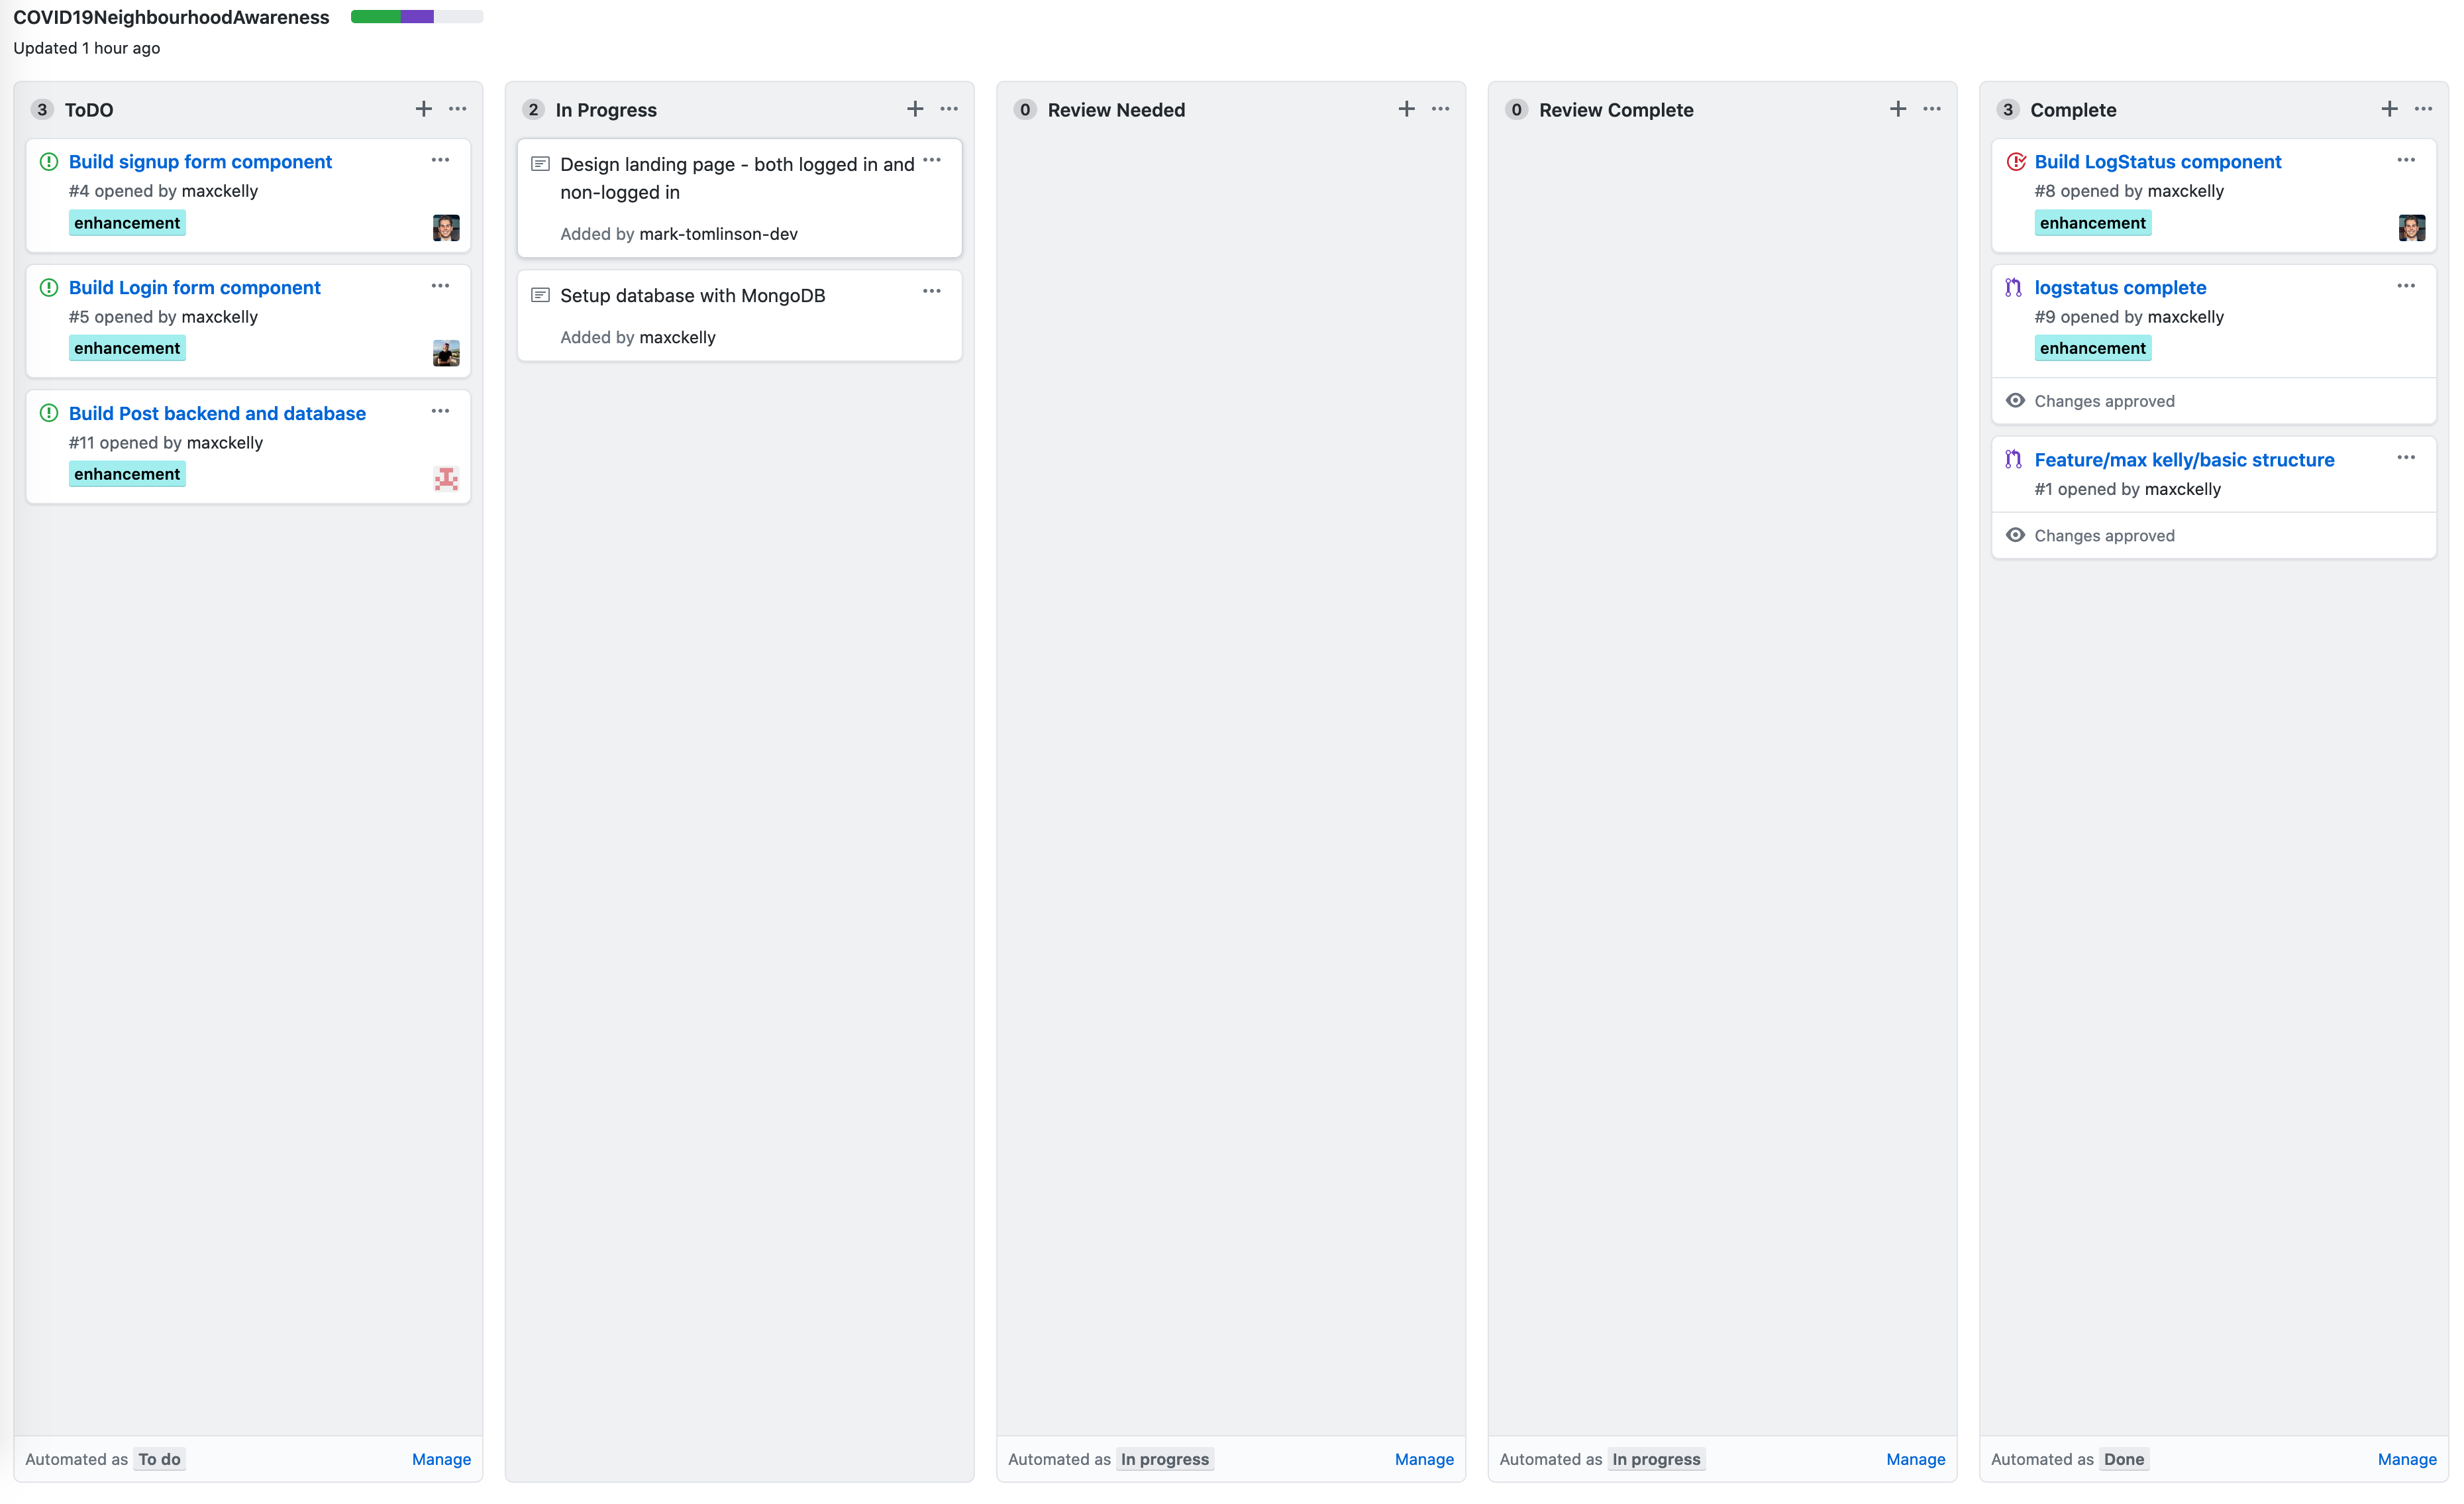 COVID19NeighbourhoodAwareness
Updated 1 hour ago
3 ToDO
Build signup form component
#4 opened by maxckelly
enhancement
Build Login form component
#5 opened by maxckelly
enhancement
Build Post backend and database
#11 opened by maxckelly
enhancement
Automated as To do Manage
2 In Progress
Design landing page - both logged in and
non-logged in
Added by mark-tomlinson-dev
Setup database with MongoDB
Added by maxckelly
0 Review Needed
Automated as In progress Manage
0 Review Complete
Automated as In progress Manage
3 Complete
Build LogStatus component
#8 opened by maxckelly
enhancement
logstatus complete
#9 opened by maxckelly
enhancement
Changes approved
Feature/max kelly/basic structure
#1 opened by maxckelly
Changes approved
Automated as Done Manage